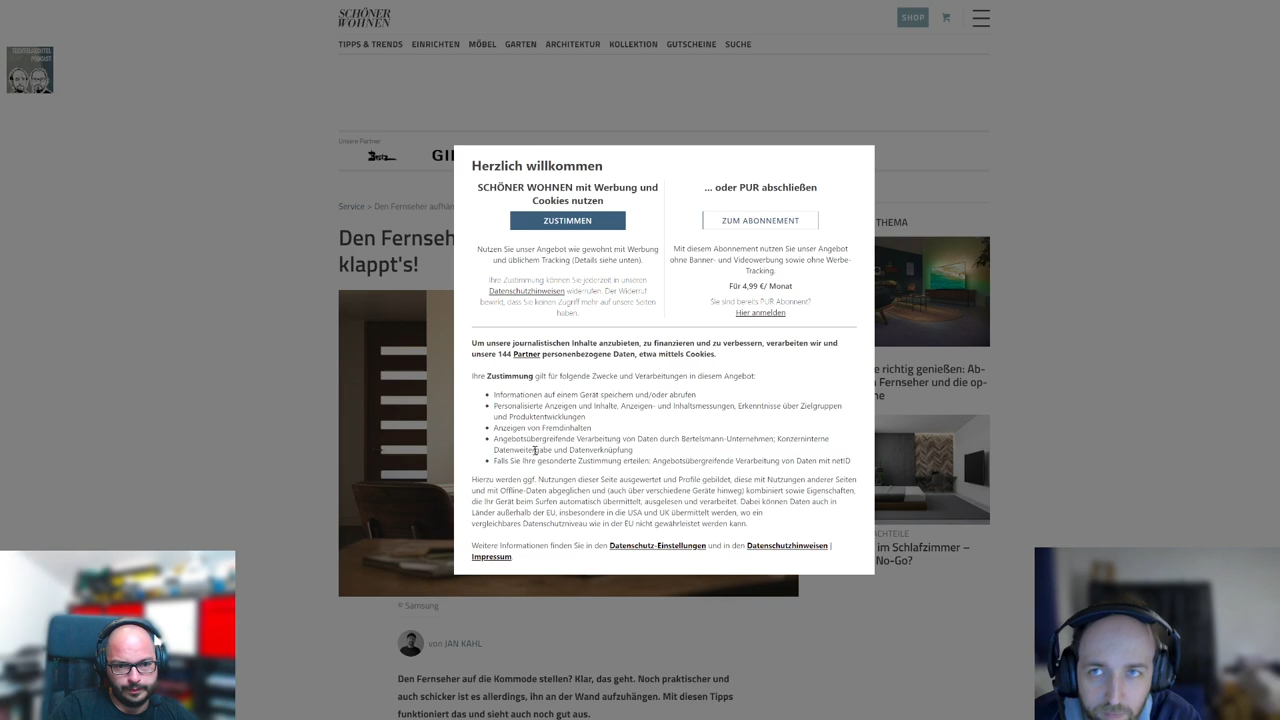 SCHÖNER
WOHNEN
SHOP
TIPPS & TRENDS EINRICHTEN MÖBEL GARTEN ARCHITEKTUR KOLLEKTION GUTSCHEINE SUCHE
TECHTELMECHTEL
PODCAST
Unsere Partner
Service > Den Fernseher aufhän
THEMA
Den Fernseh
klappt's!
Herzlich willkommen
SCHÖNER WOHNEN mit Werbung und
Cookies nutzen
ZUSTIMMEN
Nutzen Sie unser Angebot wie gewohnt mit Werbung
und üblichem Tracking (Details siehe unten).
Ihre Zustimmung können Sie jederzeit in unseren
Datenschutzhinweisen widerrufen. Der Widerruf
bewirkt, dass Sie keinen Zugriff mehr auf unsere Seiten
haben.
... oder PUR abschließen
ZUM ABONNEMENT
Mit diesem Abonnement nutzen Sie unser Angebot
ohne Banner- und Videowerbung sowie ohne Werbe-
Tracking.
Für 4,99 €/ Monat
Sie sind bereits PUR Abonnent?
Hier anmelden
Um unsere journalistischen Inhalte anzubieten, zu finanzieren und zu verbessern, verarbeiten wir und
unsere 144 Partner personenbezogene Daten, etwa mittels Cookies.
Ihre Zustimmung gilt für folgende Zwecke und Verarbeitungen in diesem Angebot:
• Informationen auf einem Gerät speichern und/oder abrufen
• Personalisierte Anzeigen und Inhalte, Anzeigen- und Inhaltsmessungen, Erkenntnisse über Zielgruppen
und Produktentwicklungen
• Anzeigen von Fremdinhalten
• Angebotsübergreifende Verarbeitung von Daten durch Bertelsmann-Unternehmen; Konzerninterne
Datenweitergabe und Datenverknüpfung
• Falls Sie Ihre gesonderte Zustimmung erteilen: Angebotsübergreifende Verarbeitung von Daten mit netID
Hierzu werden ggf. Nutzungen dieser Seite ausgewertet und Profile gebildet, diese mit Nutzungen anderer Seiten
und mit Offline-Daten abgeglichen und (auch über verschiedene Geräte hinweg) kombiniert sowie Eigenschaften,
die Ihr Gerät beim Surfen automatisch übermittelt, ausgelesen und verarbeitet. Dabei können Daten auch in
Länder außerhalb der EU, insbesondere in die USA und UK übermittelt werden, wo ein
vergleichbares Datenschutzniveau wie in der EU nicht gewährleistet werden kann.
Weitere Informationen finden Sie in den Datenschutz-Einstellungen und in den Datenschutzhinweisen |
Impressum.
e richtig genießen: Ab-
n Fernseher und die op-
ne
ACHTEILE
im Schlafzimmer –
No-Go?
© Samsung
von JAN KAHL
Den Fernseher auf die Kommode stellen? Klar, das geht. Noch praktischer und
auch schicker ist es allerdings, ihn an der Wand aufzuhängen. Mit diesen Tipps
funktioniert das und sieht auch noch gut aus.